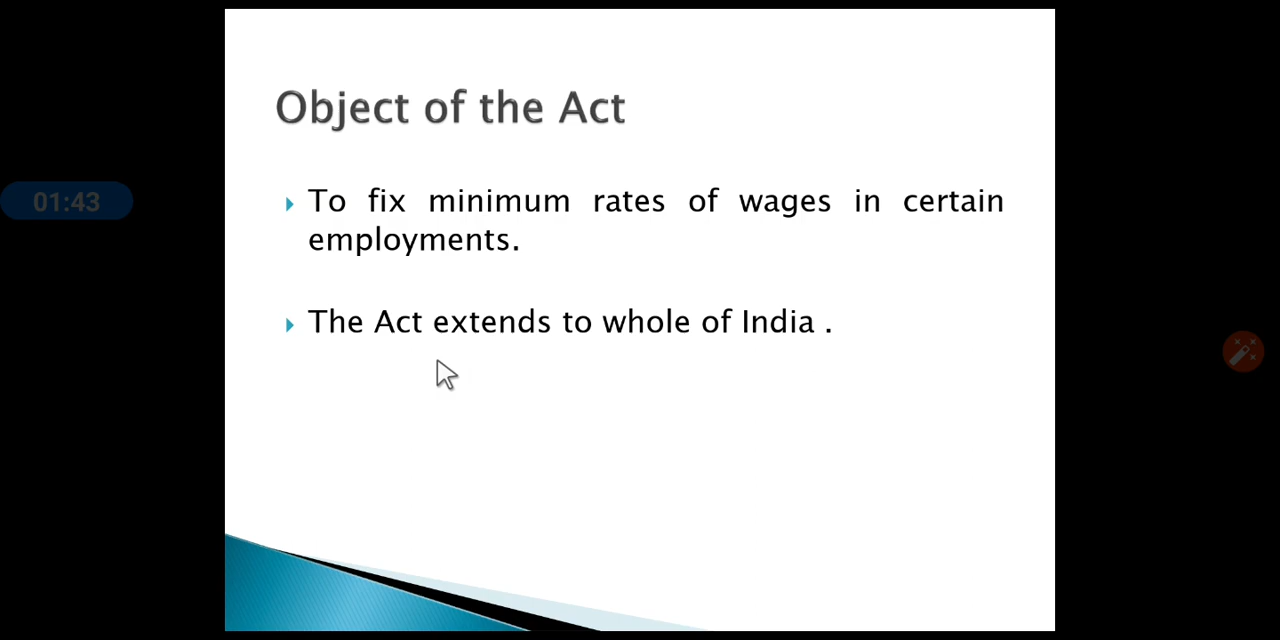 Object of the Act
01:43
To fix minimum rates of wages in certain
employments.
The Act extends to whole of India .